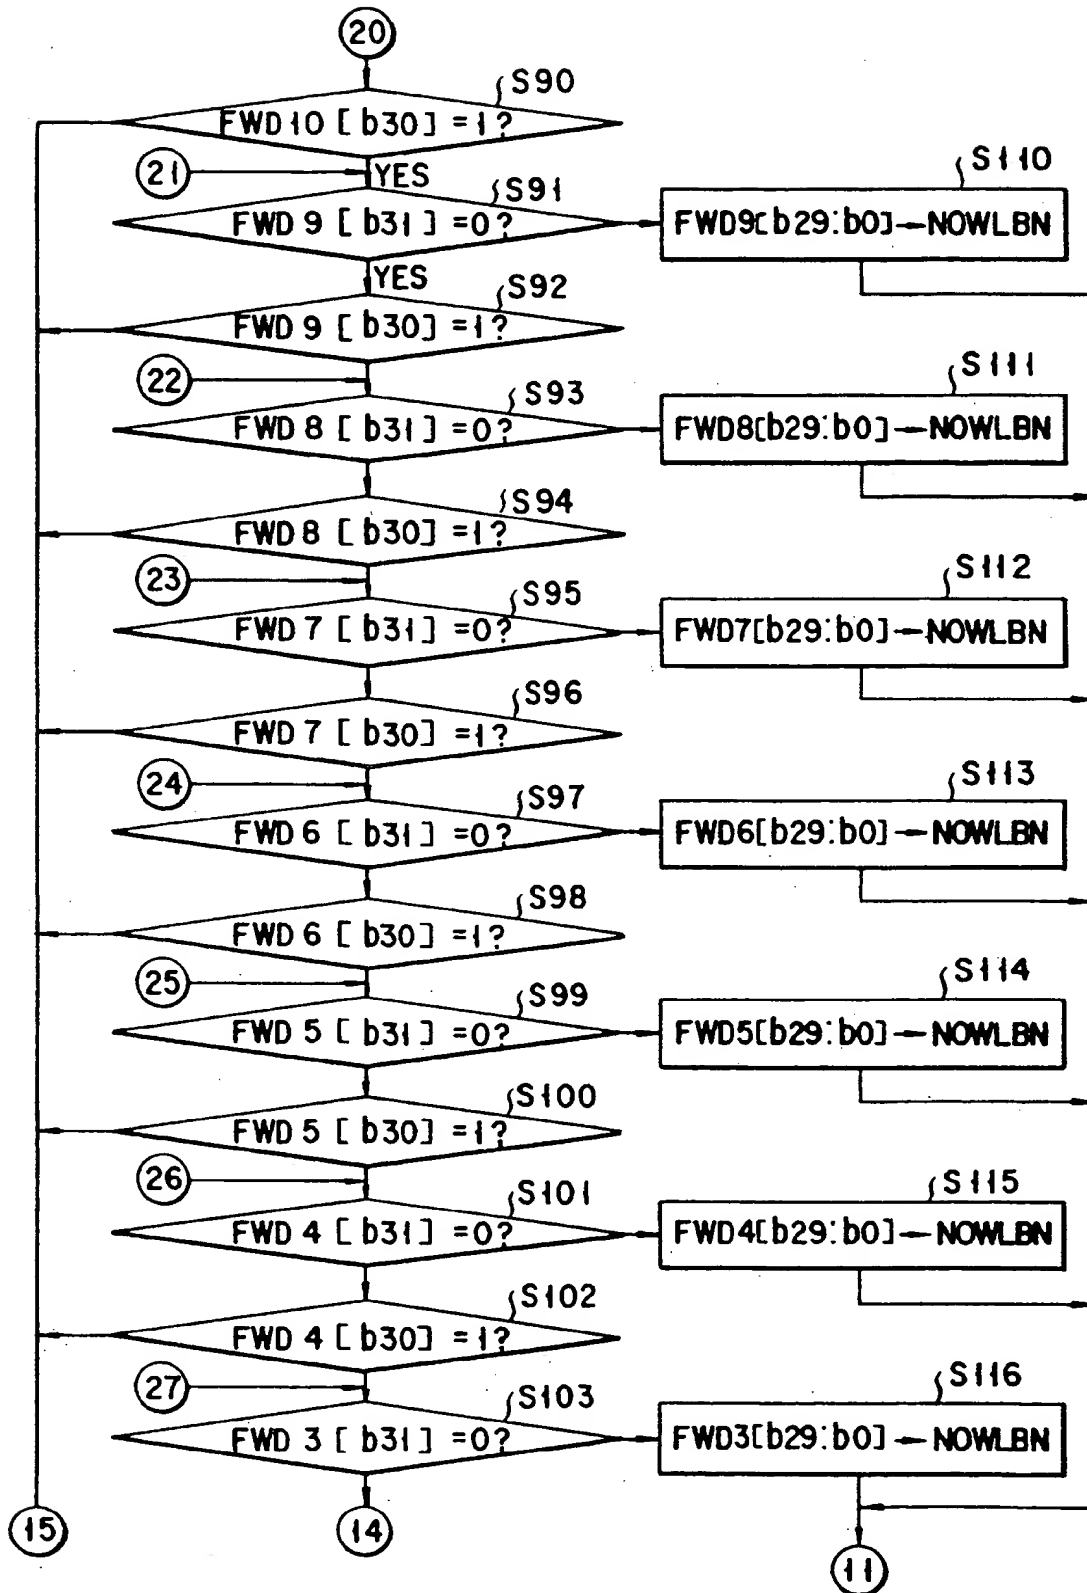 20
S90
FWD 10 [ b30] =1?
21
YES
S91
FWD 9 [ b31] =0?
S110
FWD9[b29:b0]→NOWLBN
YES
S92
FWD 9 [ b30] =1?
22
S93
FWD 8 [ b31] =0?
S111
FWD8[b29:b0]→NOWLBN
S94
FWD 8 [ b30] =1?
23
S95
FWD 7 [ b31] =0?
S112
FWD7[b29:b0]→NOWLBN
S96
FWD 7 [ b30] =1?
24
S97
FWD 6 [ b31] =0?
S113
FWD6[b29:b0]→NOWLBN
S98
FWD 6 [ b30] =1?
25
S99
FWD 5 [ b31] =0?
S114
FWD5[b29:b0]→NOWLBN
S100
FWD 5 [ b30] =1?
26
S101
FWD 4 [ b31] =0?
S115
FWD4[b29:b0]→NOWLBN
S102
FWD 4 [ b30] =1?
27
S103
FWD 3 [ b31] =0?
S116
FWD3[b29:b0]→NOWLBN
15
14
11